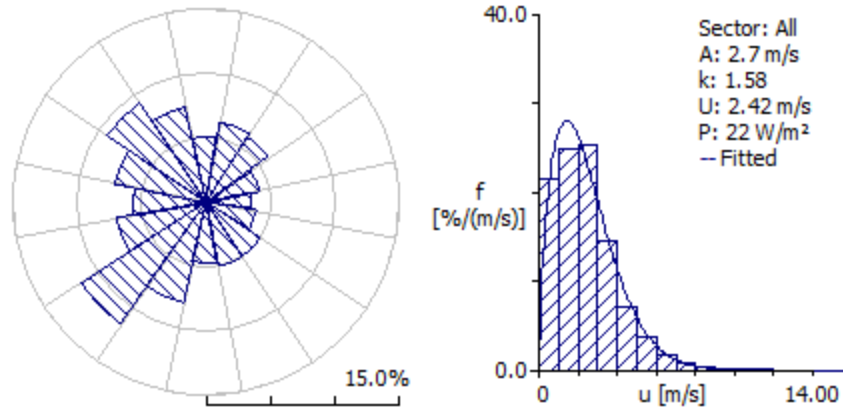 15.0%
40.0
f
[%/(m/s)]
0.0
0
u [m/s]
14.00
Sector: All
A: 2.7 m/s
k: 1.58
U: 2.42 m/s
P: 22 W/m²
-- Fitted